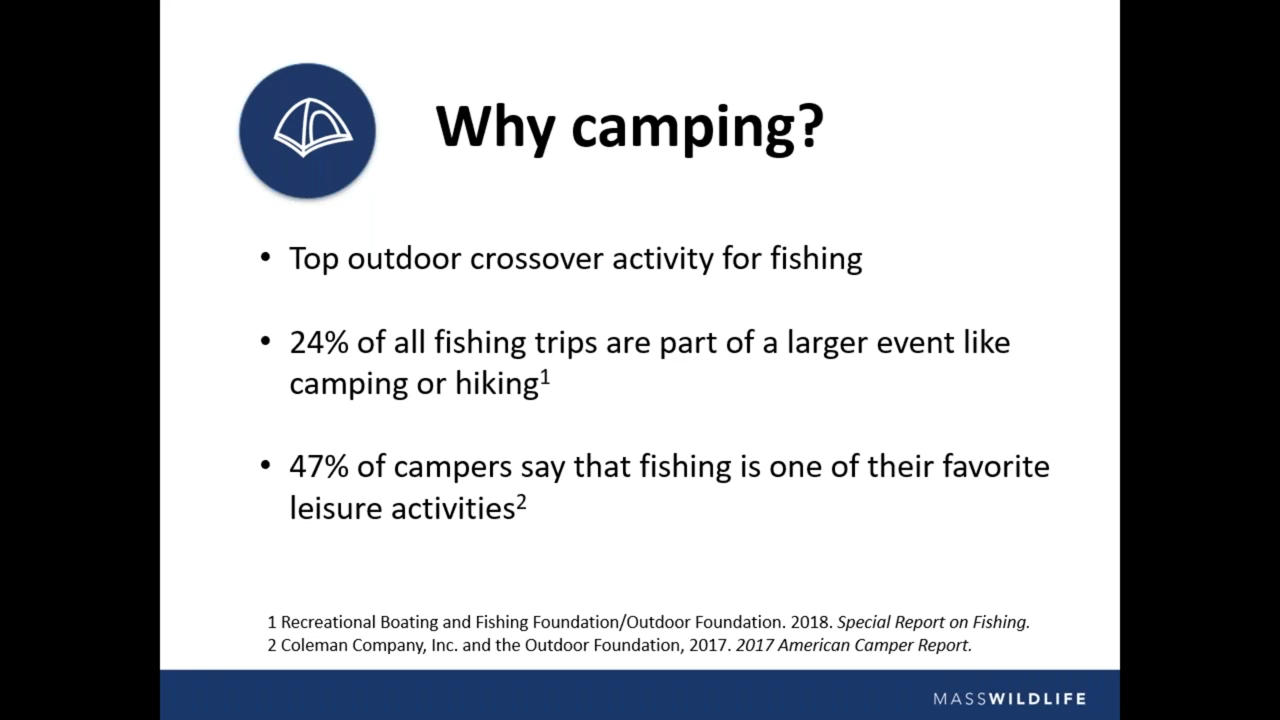 Why camping?
• Top outdoor crossover activity for fishing
• 24% of all fishing trips are part of a larger event like
camping or hiking¹
• 47% of campers say that fishing is one of their favorite
leisure activities²
1 Recreational Boating and Fishing Foundation/Outdoor Foundation. 2018. Special Report on Fishing.
2 Coleman Company, Inc. and the Outdoor Foundation, 2017. 2017 American Camper Report.
MASSWILDLIFE